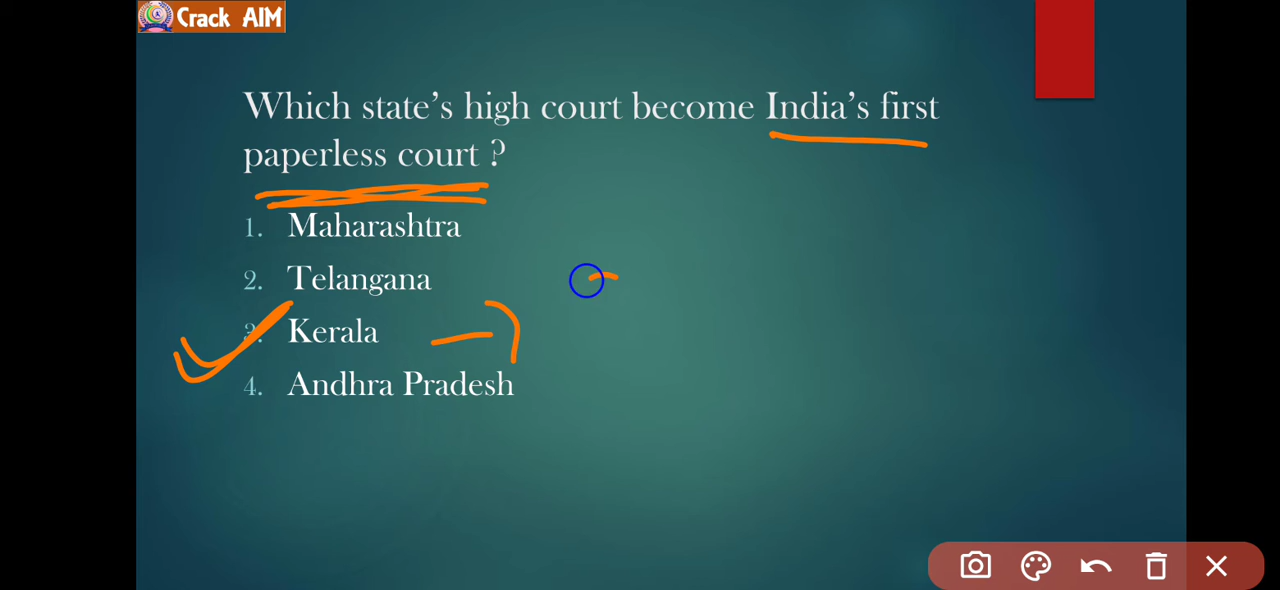 Crack AIM
Which state's high court become India's first
paperless court ?
1. Maharashtra
2. Telangana
3. Kerala
4. Andhra Pradesh